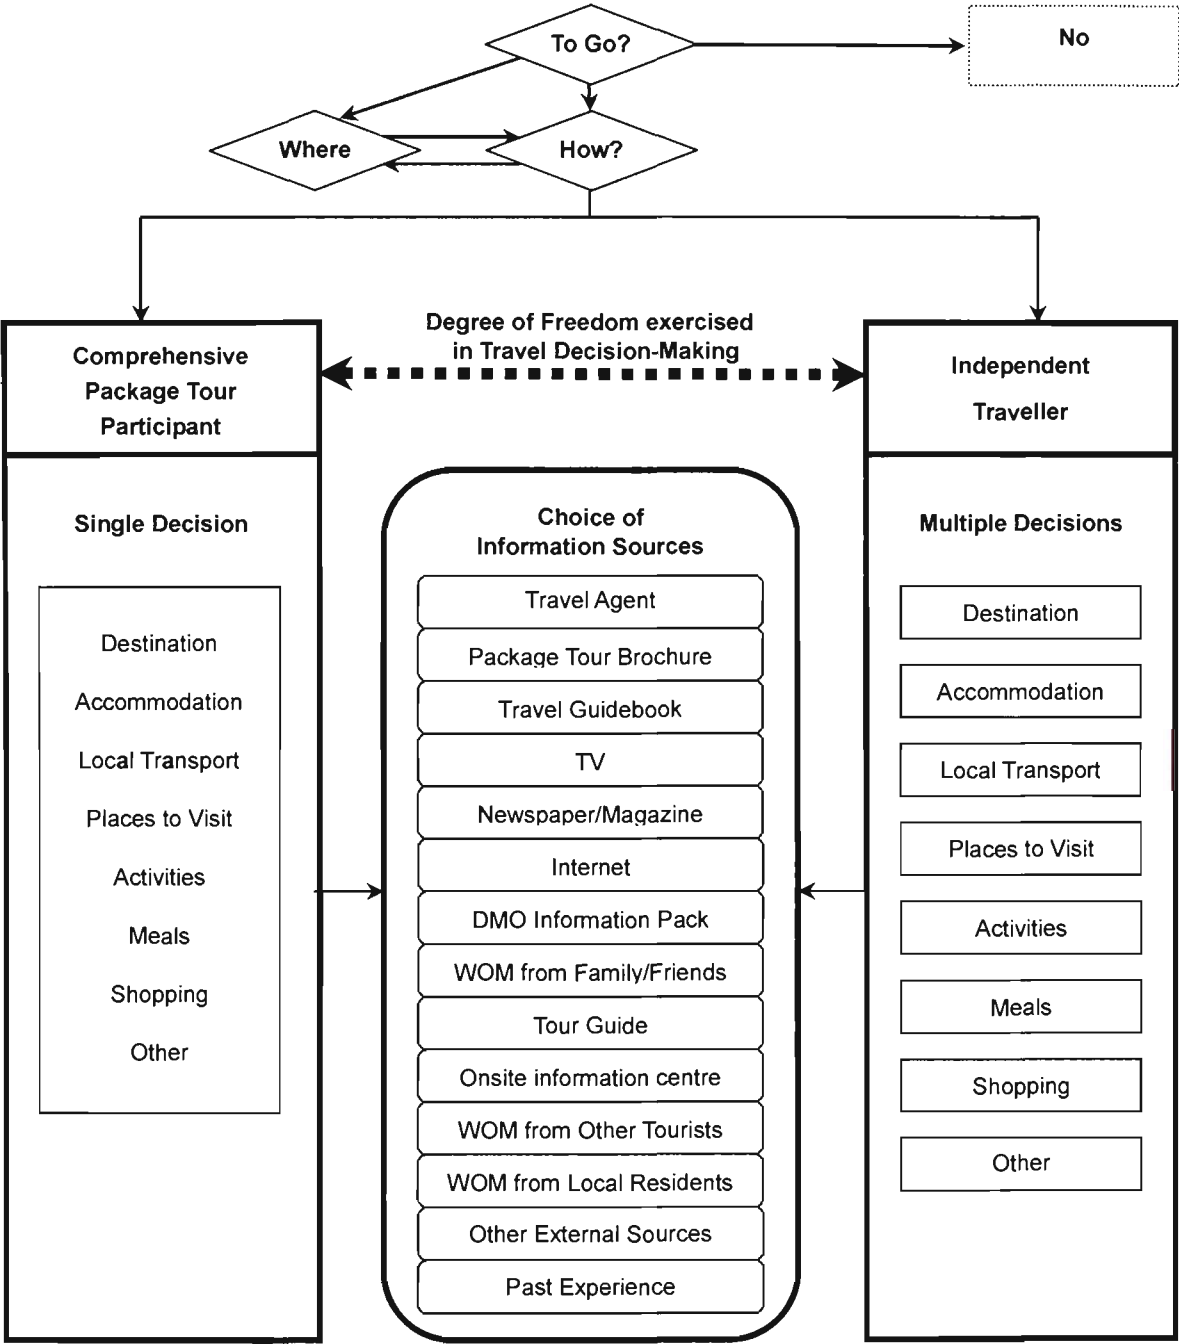 To Go?
No
Where
How?
Degree of Freedom exercised
in Travel Decision-Making
Comprehensive
Package Tour
Participant
Independent
Traveller
Single Decision
Destination
Accommodation
Local Transport
Places to Visit
Activities
Meals
Shopping
Other
Choice of
Information Sources
Travel Agent
Package Tour Brochure
Travel Guidebook
TV
Newspaper/Magazine
Internet
DMO Information Pack
WOM from Family/Friends
Tour Guide
Onsite information centre
WOM from Other Tourists
WOM from Local Residents
Other External Sources
Past Experience
Multiple Decisions
Destination
Accommodation
Local Transport
Places to Visit
Activities
Meals
Shopping
Other